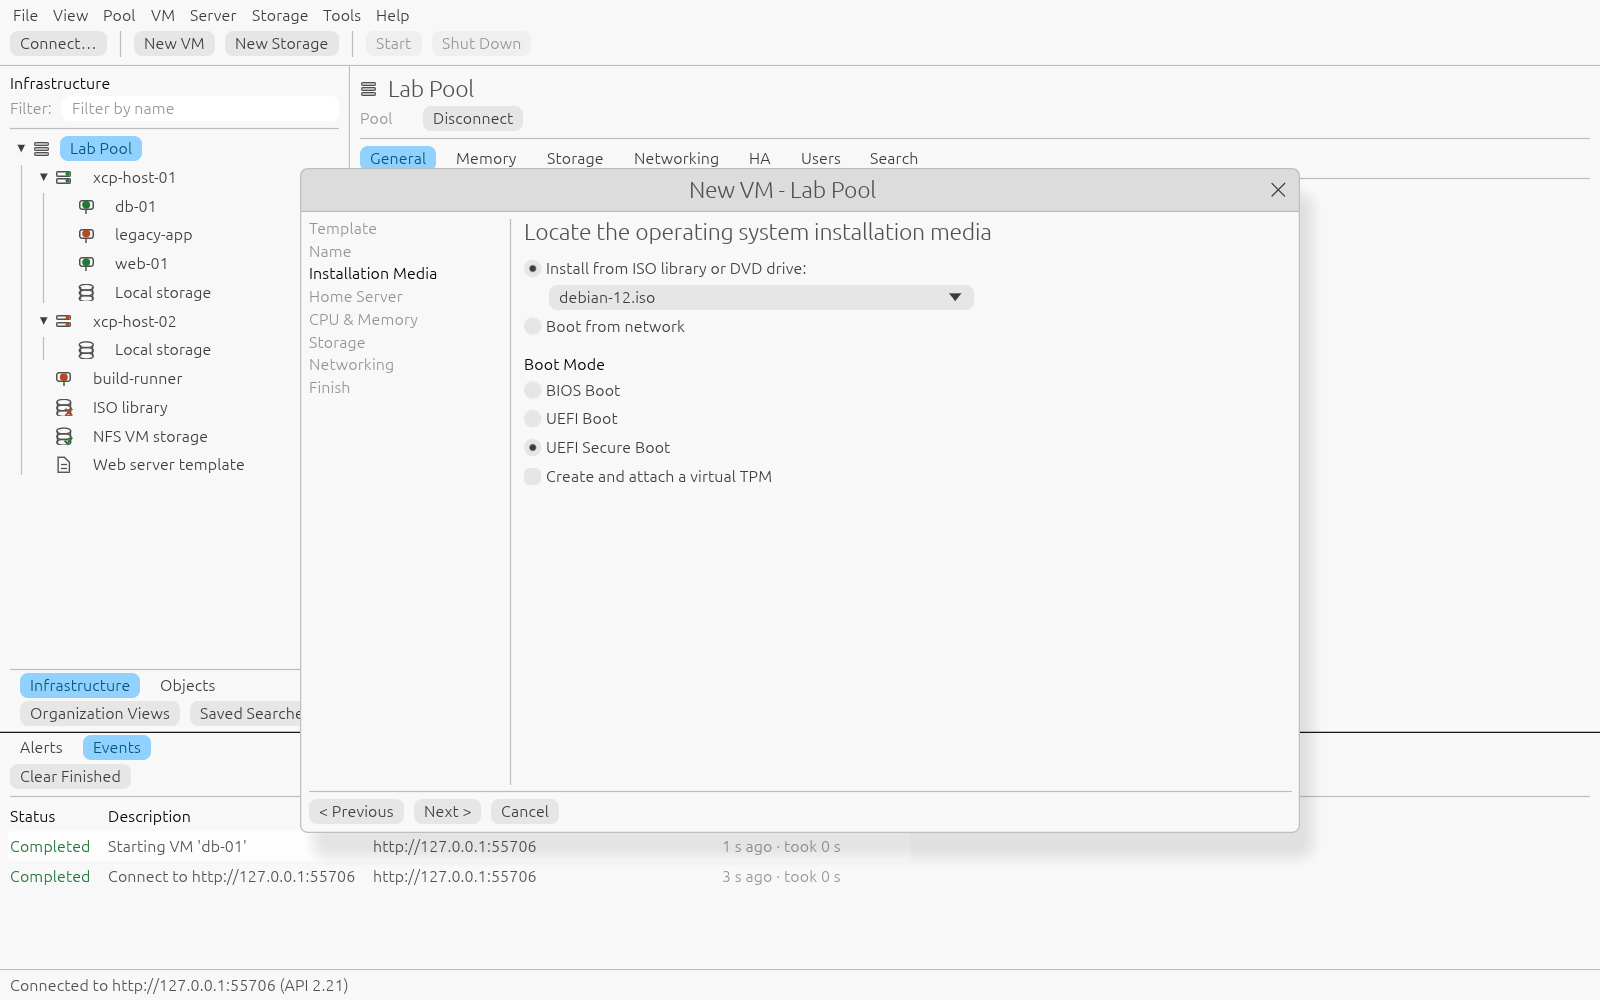 File View Pool VM Server Storage Tools Help
Connect... New VM New Storage Start Shut Down
Infrastructure
Filter: Filter by name
Lab Pool
xcp-host-01
db-01
legacy-app
web-01
Local storage
xcp-host-02
Local storage
build-runner
ISO library
NFS VM storage
Web server template
Infrastructure Objects
Organization Views Saved Searche
Lab Pool
Pool Disconnect
General Memory Storage Networking HA Users Search
New VM - Lab Pool
Template
Name
Installation Media
Home Server
CPU & Memory
Storage
Networking
Finish
Locate the operating system installation media
Install from ISO library or DVD drive:
debian-12.iso
Boot from network
Boot Mode
BIOS Boot
UEFI Boot
UEFI Secure Boot
Create and attach a virtual TPM
< Previous Next > Cancel
Alerts Events
Clear Finished
Status Description
Completed Starting VM 'db-01' http://127.0.0.1:55706 1 s ago · took 0 s
Completed Connect to http://127.0.0.1:55706 http://127.0.0.1:55706 3 s ago · took 0 s
Connected to http://127.0.0.1:55706 (API 2.21)